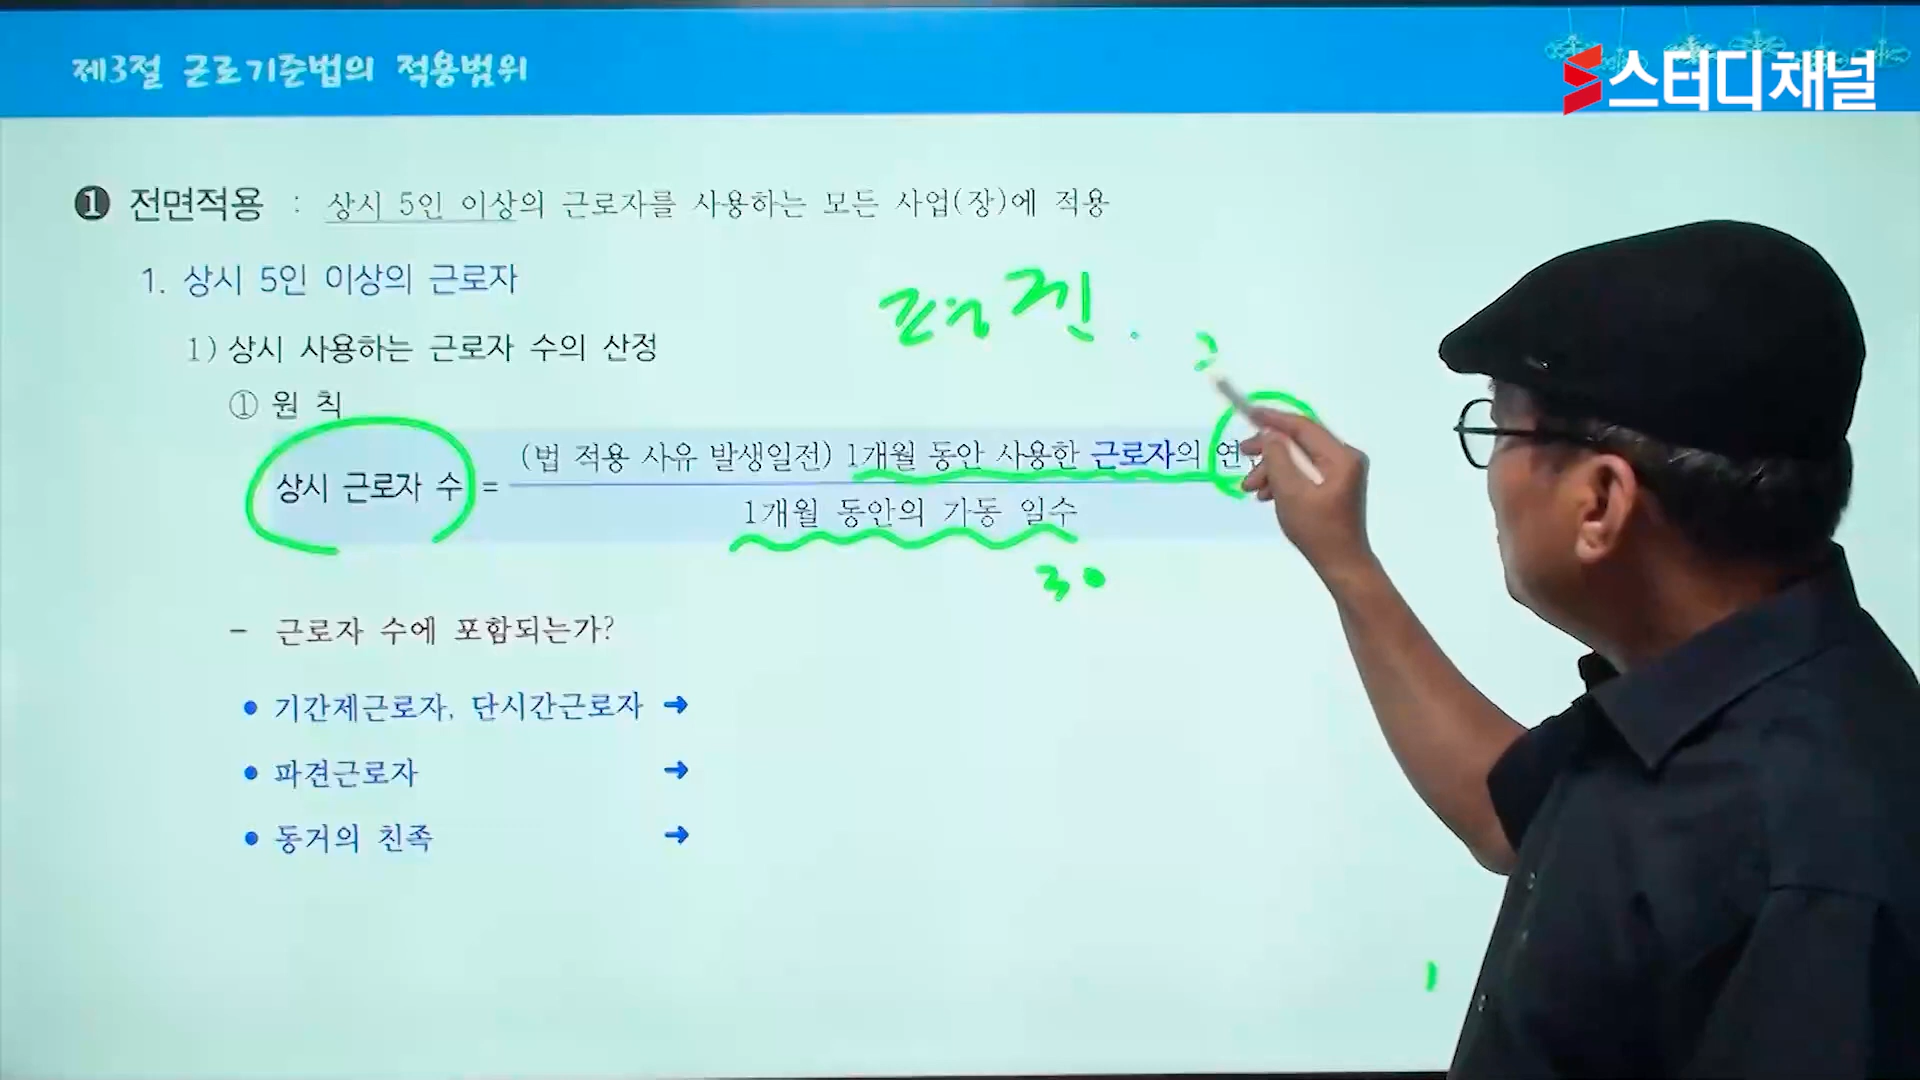 제3절 근로기준법의 적용범위
스터디채널
❶ 전면적용 : 상시 5인 이상의 근로자를 사용하는 모든 사업(장)에 적용
1. 상시 5인 이상의 근로자
1) 상시 사용하는 근로자 수의 산정
① 원 칙
상시 근로자 수 =
(법 적용 사유 발생일전) 1개월 동안 사용한 근로자의 연
1개월 동안의 가동 일수
30
- 근로자 수에 포함되는가?
• 기간제근로자, 단시간근로자 →
• 파견근로자 →
• 동거의 친족 →